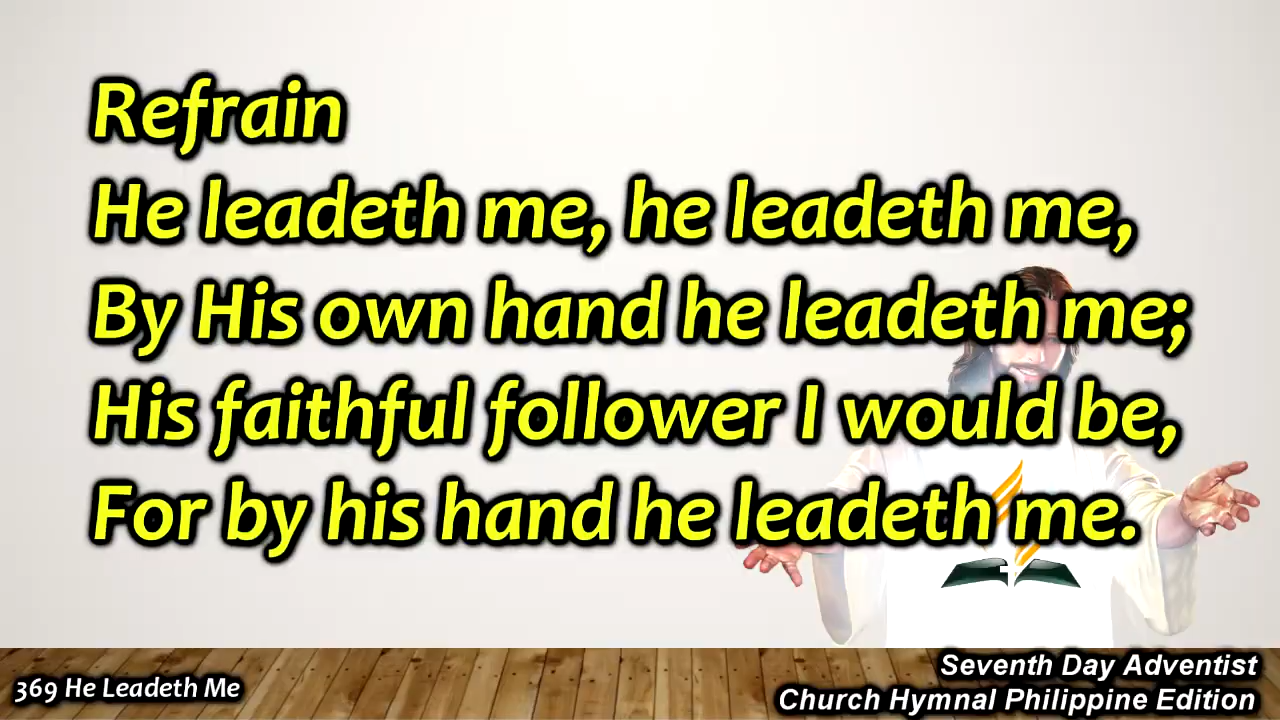 Refrain
He leadeth me, he leadeth me,
By His own hand he leadeth me;
His faithful follower I would be,
For by his hand he leadeth me.
369 He Leadeth Me
Seventh Day Adventist
Church Hymnal Philippine Edition